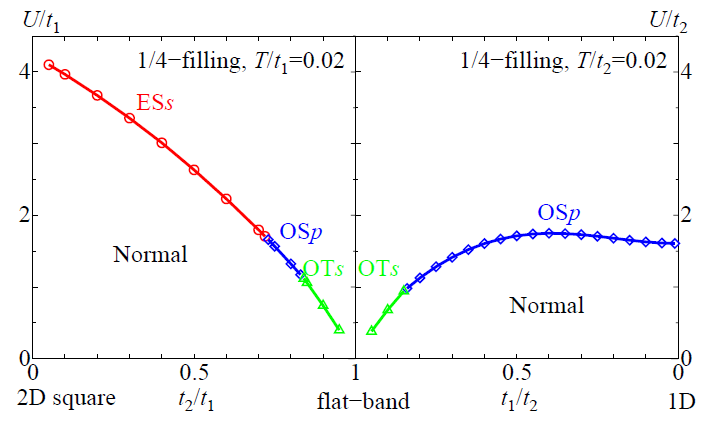 U/t₁ U/t₂
1/4−filling, T/t₁=0.02 1/4−filling, T/t₂=0.02
4 4
ESs
2 OSp OSp 2
Normal OTs OTs Normal
0 0
0 0.5 1 0.5 0
2D square t₂/t₁ flat−band t₁/t₂ 1D